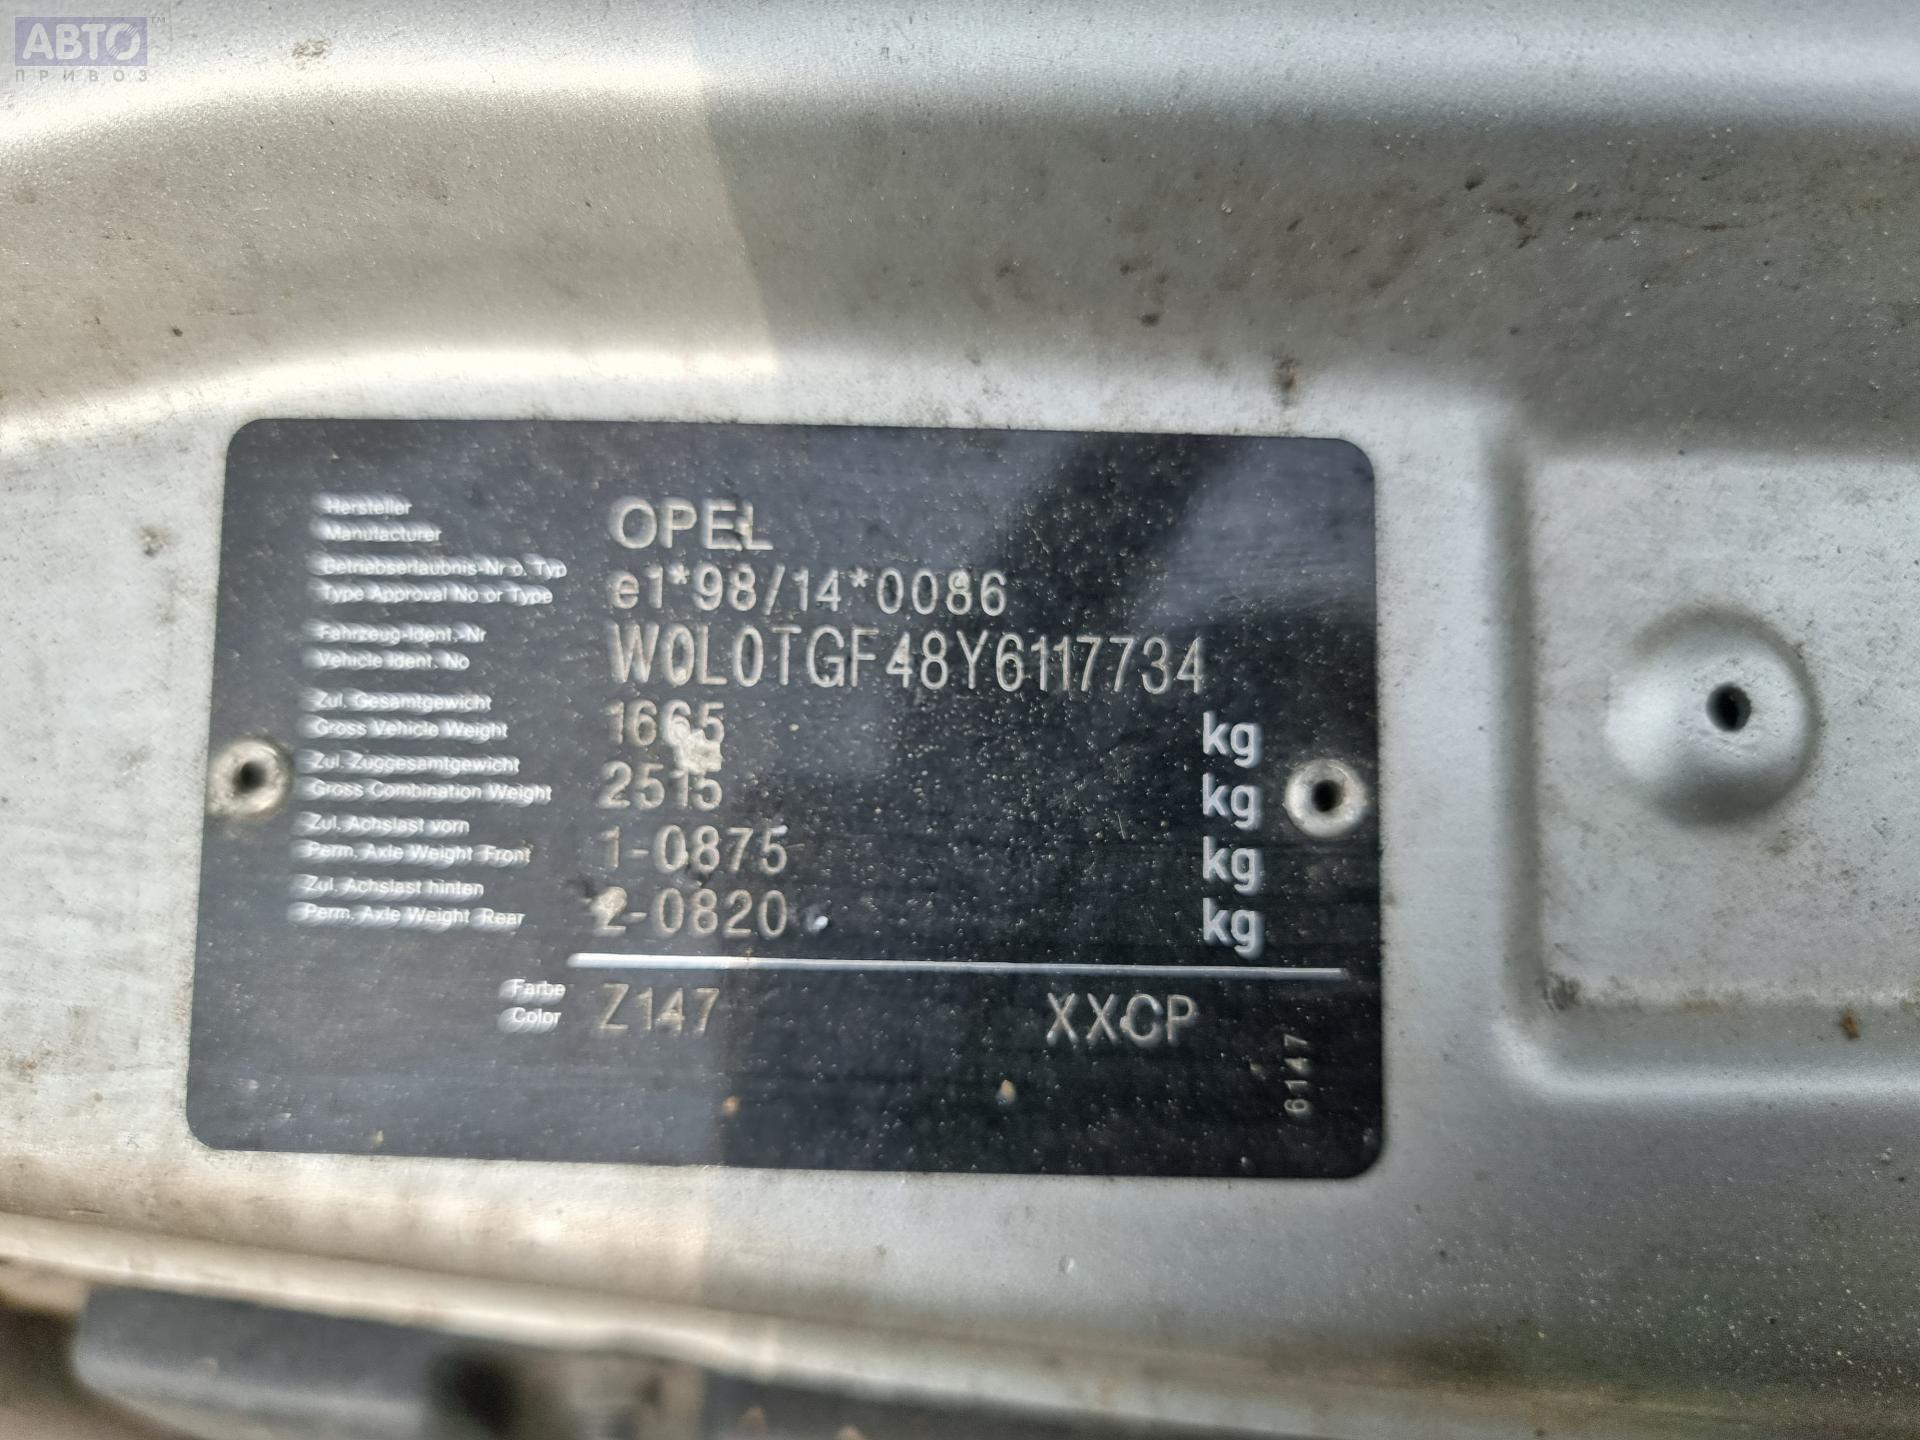 АВТО™
ПРИВОЗ
Hersteller
Manufacturer OPEL
Betriebserlaubnis-Nr o. Typ
Type Approval No or Type e1*98/14*0086
Fahrzeug-Ident.-Nr
Vehicle Ident. No W0L0TGF48Y6117734
Zul. Gesamtgewicht
Gross Vehicle Weight 1665 kg
Zul. Zuggesamtgewicht
Gross Combination Weight 2515 kg
Zul. Achslast vorn
Perm. Axle Weight Front 1-0875 kg
Zul. Achslast hinten
Perm. Axle Weight Rear 2-0820 kg
Farbe
Color Z147 XXCP
6147